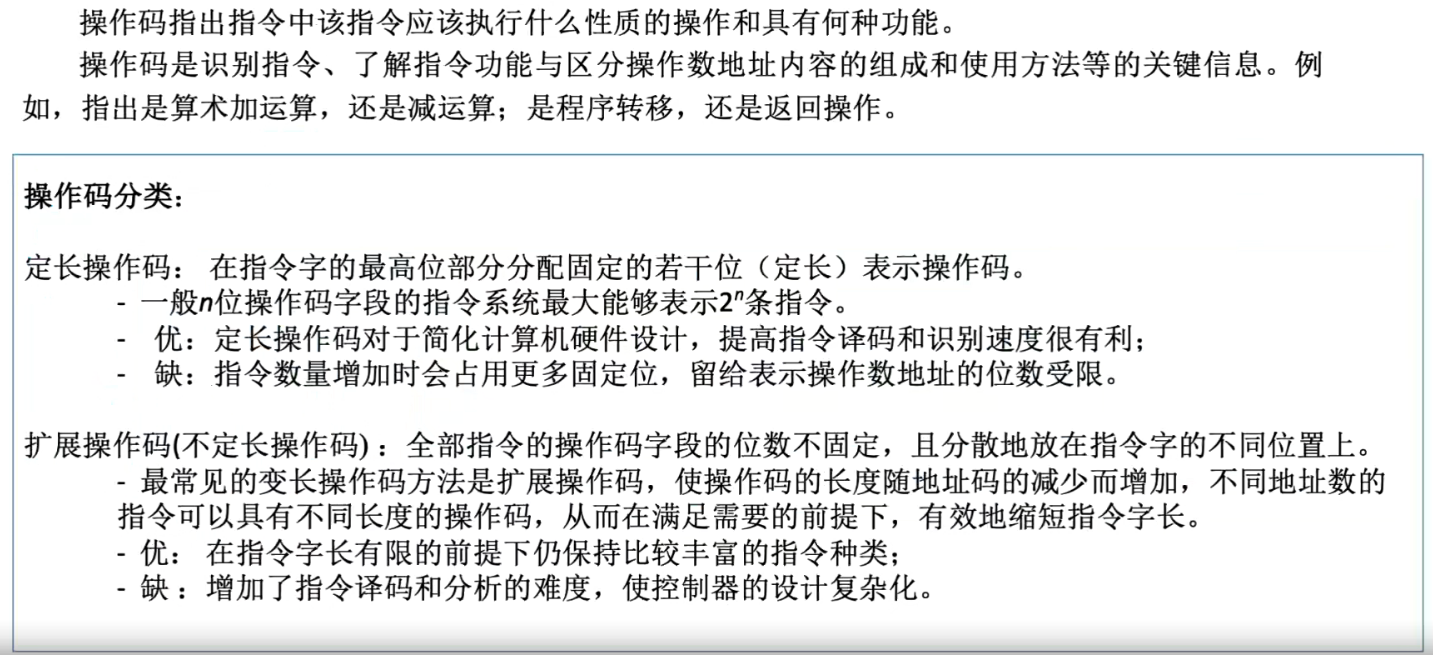 操作码指出指令中该指令应该执行什么性质的操作和具有何种功能。
操作码是识别指令、了解指令功能与区分操作数地址内容的组成和使用方法等的关键信息。例
如，指出是算术加运算，还是减运算；是程序转移，还是返回操作。
操作码分类：
定长操作码： 在指令字的最高位部分分配固定的若干位（定长）表示操作码。
- 一般n位操作码字段的指令系统最大能够表示2ⁿ条指令。
- 优：定长操作码对于简化计算机硬件设计，提高指令译码和识别速度很有利；
- 缺：指令数量增加时会占用更多固定位，留给表示操作数地址的位数受限。
扩展操作码(不定长操作码)：全部指令的操作码字段的位数不固定，且分散地放在指令字的不同位置上。
- 最常见的变长操作码方法是扩展操作码，使操作码的长度随地址码的减少而增加，不同地址数的
指令可以具有不同长度的操作码，从而在满足需要的前提下，有效地缩短指令字长。
- 优： 在指令字长有限的前提下仍保持比较丰富的指令种类；
- 缺：增加了指令译码和分析的难度，使控制器的设计复杂化。